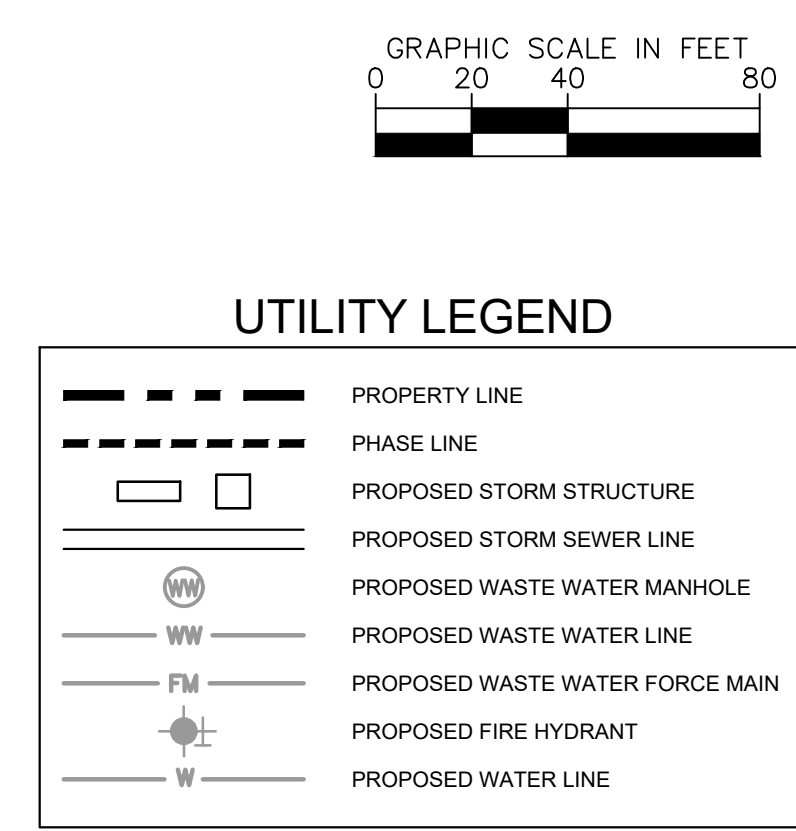 GRAPHIC SCALE IN FEET
0 20 40 80
UTILITY LEGEND
PROPERTY LINE
PHASE LINE
PROPOSED STORM STRUCTURE
PROPOSED STORM SEWER LINE
WW PROPOSED WASTE WATER MANHOLE
WW PROPOSED WASTE WATER LINE
FM PROPOSED WASTE WATER FORCE MAIN
PROPOSED FIRE HYDRANT
W PROPOSED WATER LINE